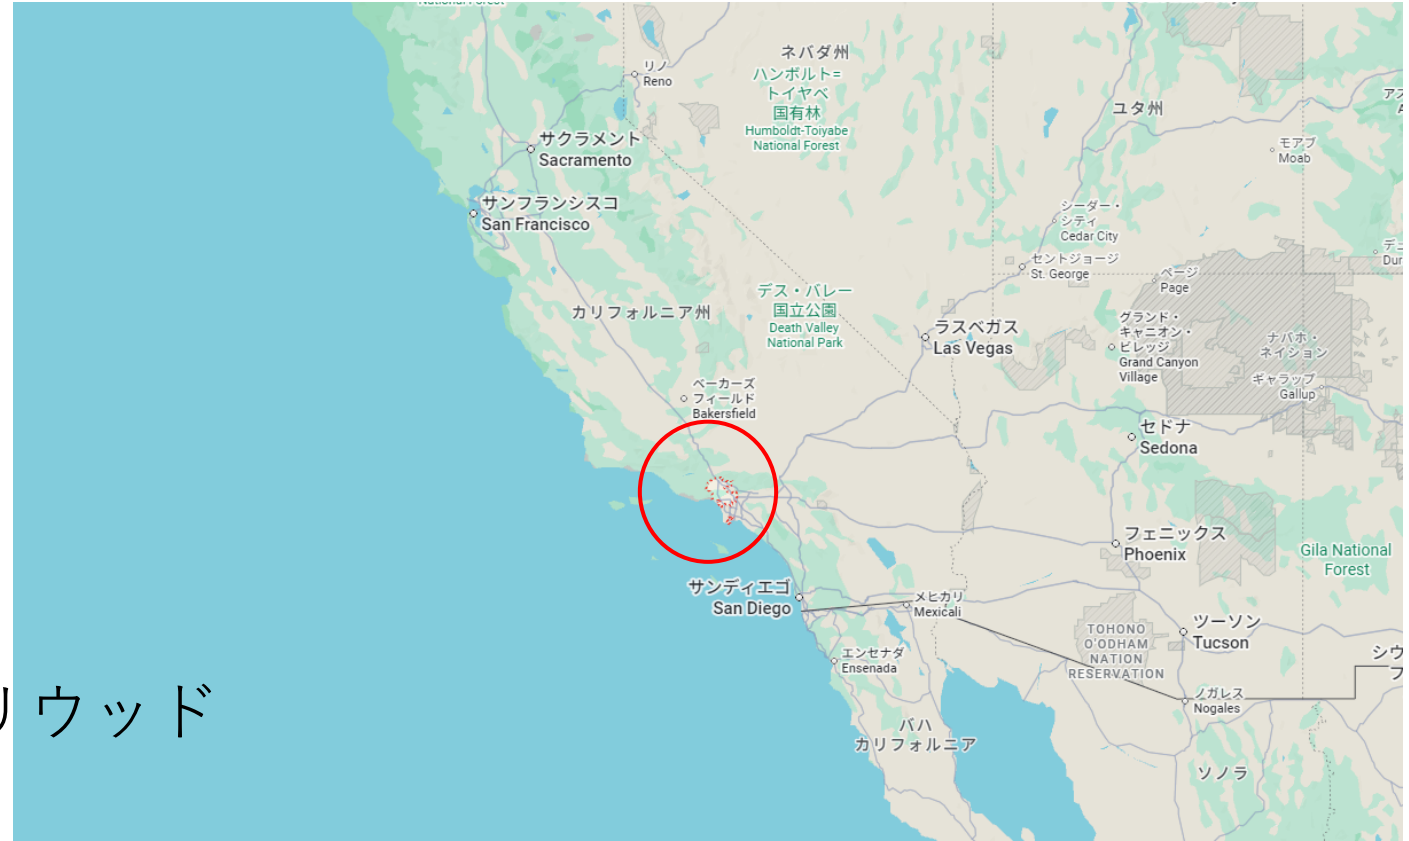 National Forest
ネバダ州
リノ
Reno
ハンボルト=
トイヤベ
国有林
Humboldt-Toiyabe
National Forest
ユタ州
サクラメント
Sacramento
モアブ
Moab
サンフランシスコ
San Francisco
シーダー・
シティ
Cedar City
セントジョージ
St. George
ページ
Page
デス・バレー
国立公園
Death Valley
National Park
カリフォルニア州
ラスベガス
Las Vegas
グランド・
キャニオン・
ビレッジ
Grand Canyon
Village
ナバホ・
ネイション
ギャラップ
Gallup
ベーカーズ
フィールド
Bakersfield
セドナ
Sedona
フェニックス
Phoenix
Gila National
Forest
サンディエゴ
San Diego
メヒカリ
Mexicali
TOHONO
O'ODHAM
NATION
RESERVATION
ツーソン
Tucson
エンセナダ
Ensenada
ノガレス
Nogales
リウッド
バハ
カリフォルニア
ソノラ